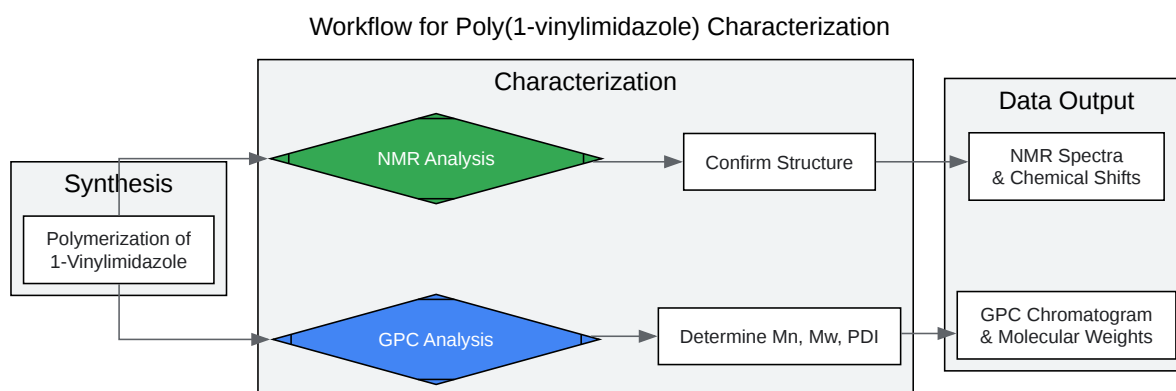 Workflow for Poly(1-vinylimidazole) Characterization
Synthesis
Polymerization of
1-Vinylimidazole
Characterization
NMR Analysis
Confirm Structure
GPC Analysis
Determine Mn, Mw, PDI
Data Output
NMR Spectra
& Chemical Shifts
GPC Chromatogram
& Molecular Weights